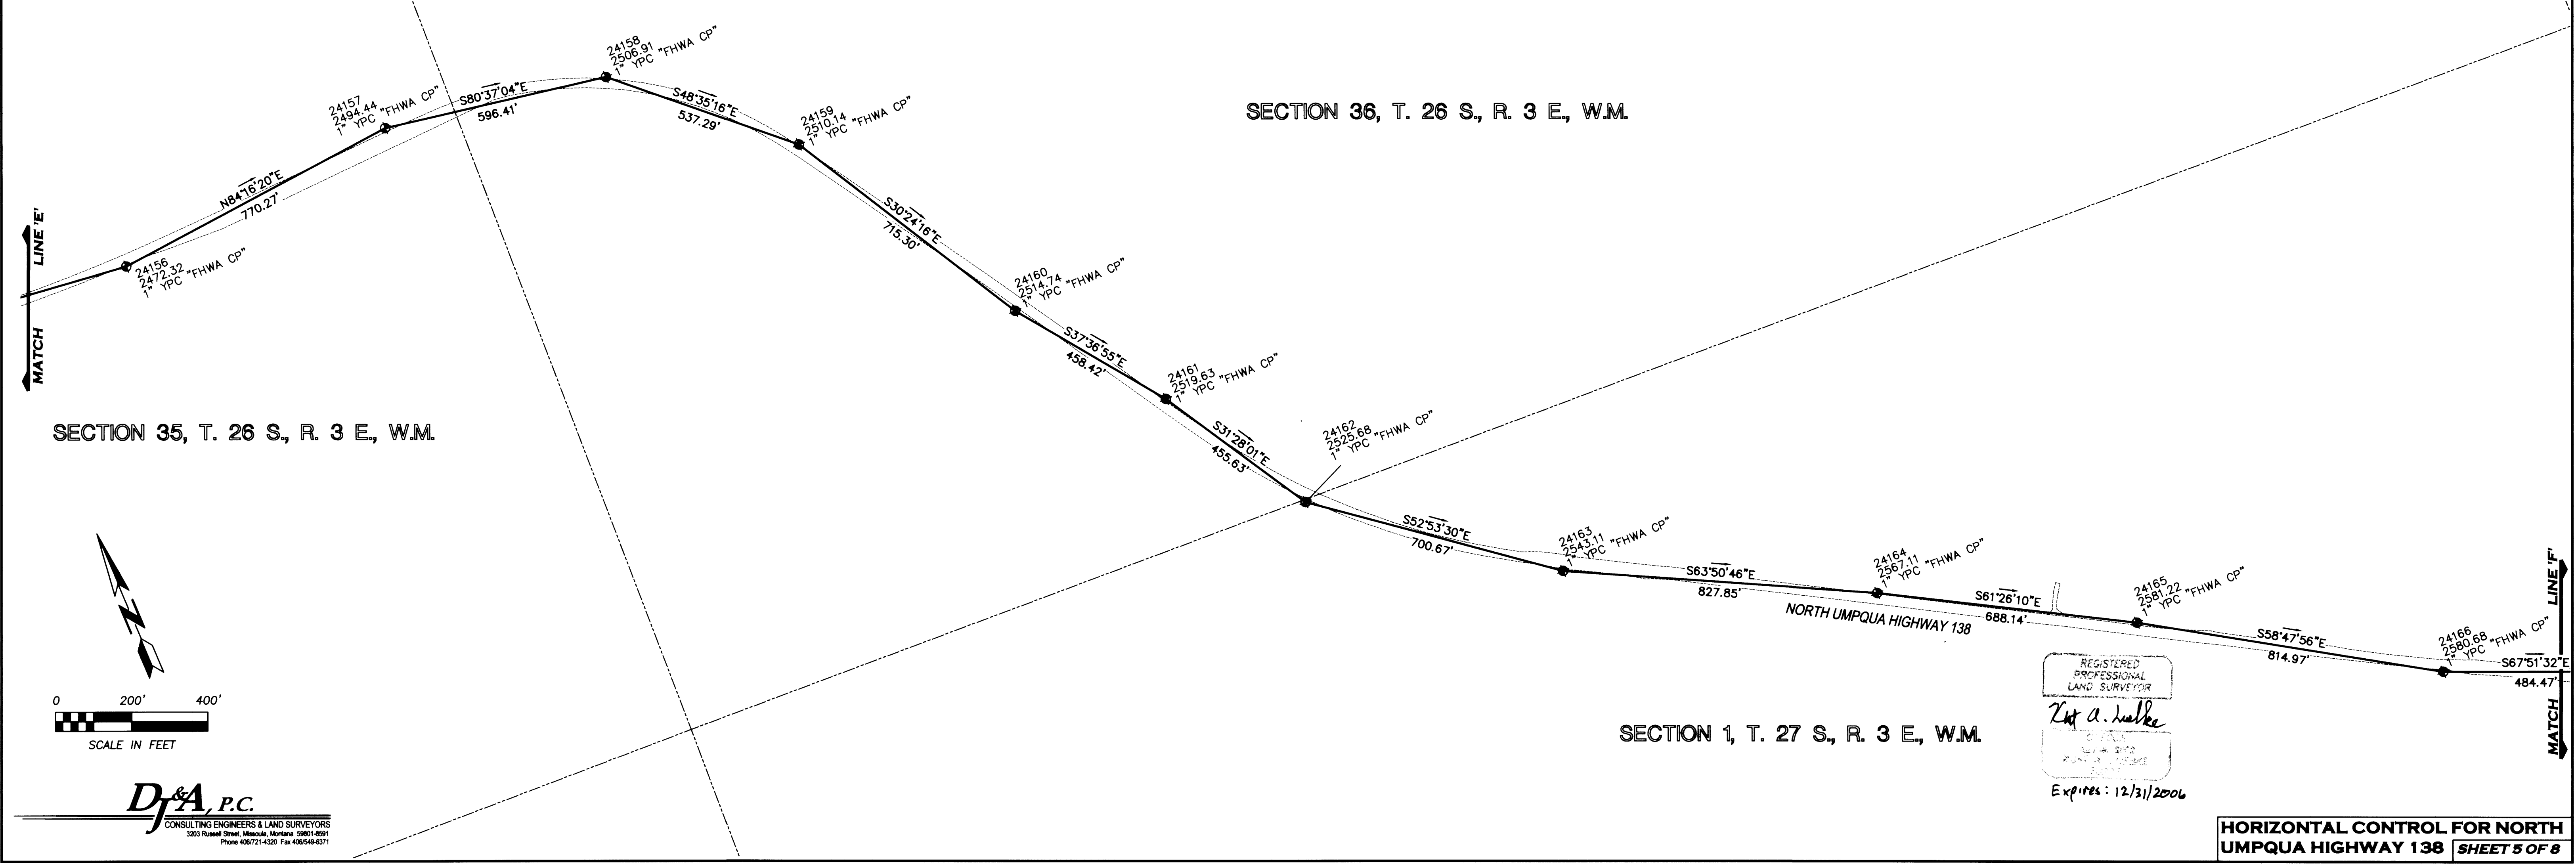 24158
2506.91
1" YPC "FHWA CP"
24157
2494.44
1" YPC "FHWA CP"
S80°37'04"E
596.41'
S48°35'16"E
537.29'
24159
2510.14
1" YPC "FHWA CP"
SECTION 36, T. 26 S., R. 3 E., W.M.
N84°16'20"E
770.27'
MATCH LINE 'E'
24156
2472.32
1" YPC "FHWA CP"
S30°24'16"E
715.30'
24160
2514.74
1" YPC "FHWA CP"
S37°36'55"E
458.42'
24161
2519.63
1" YPC "FHWA CP"
SECTION 35, T. 26 S., R. 3 E., W.M.
S31°28'01"E
455.63'
24162
2525.68
1" YPC "FHWA CP"
S52°53'30"E
700.67'
24163
2543.11
1" YPC "FHWA CP"
S63°50'46"E
827.85'
24164
2567.11
1" YPC "FHWA CP"
NORTH UMPQUA HIGHWAY 138
S61°26'10"E
688.14'
24165
2581.22
1" YPC "FHWA CP"
S58°47'56"E
814.97'
24166
2580.68
1" YPC "FHWA CP"
S67°51'32"E
484.47'
MATCH LINE 'F'
N
0 200' 400'
SCALE IN FEET
REGISTERED
PROFESSIONAL
LAND SURVEYOR
Expires: 12/31/2006
SECTION 1, T. 27 S., R. 3 E., W.M.
DJ&A, P.C.
CONSULTING ENGINEERS & LAND SURVEYORS
3203 Russell Street, Missoula, Montana 59801-8591
Phone 406/721-4320 Fax 406/549-6371
HORIZONTAL CONTROL FOR NORTH
UMPQUA HIGHWAY 138 SHEET 5 OF 8